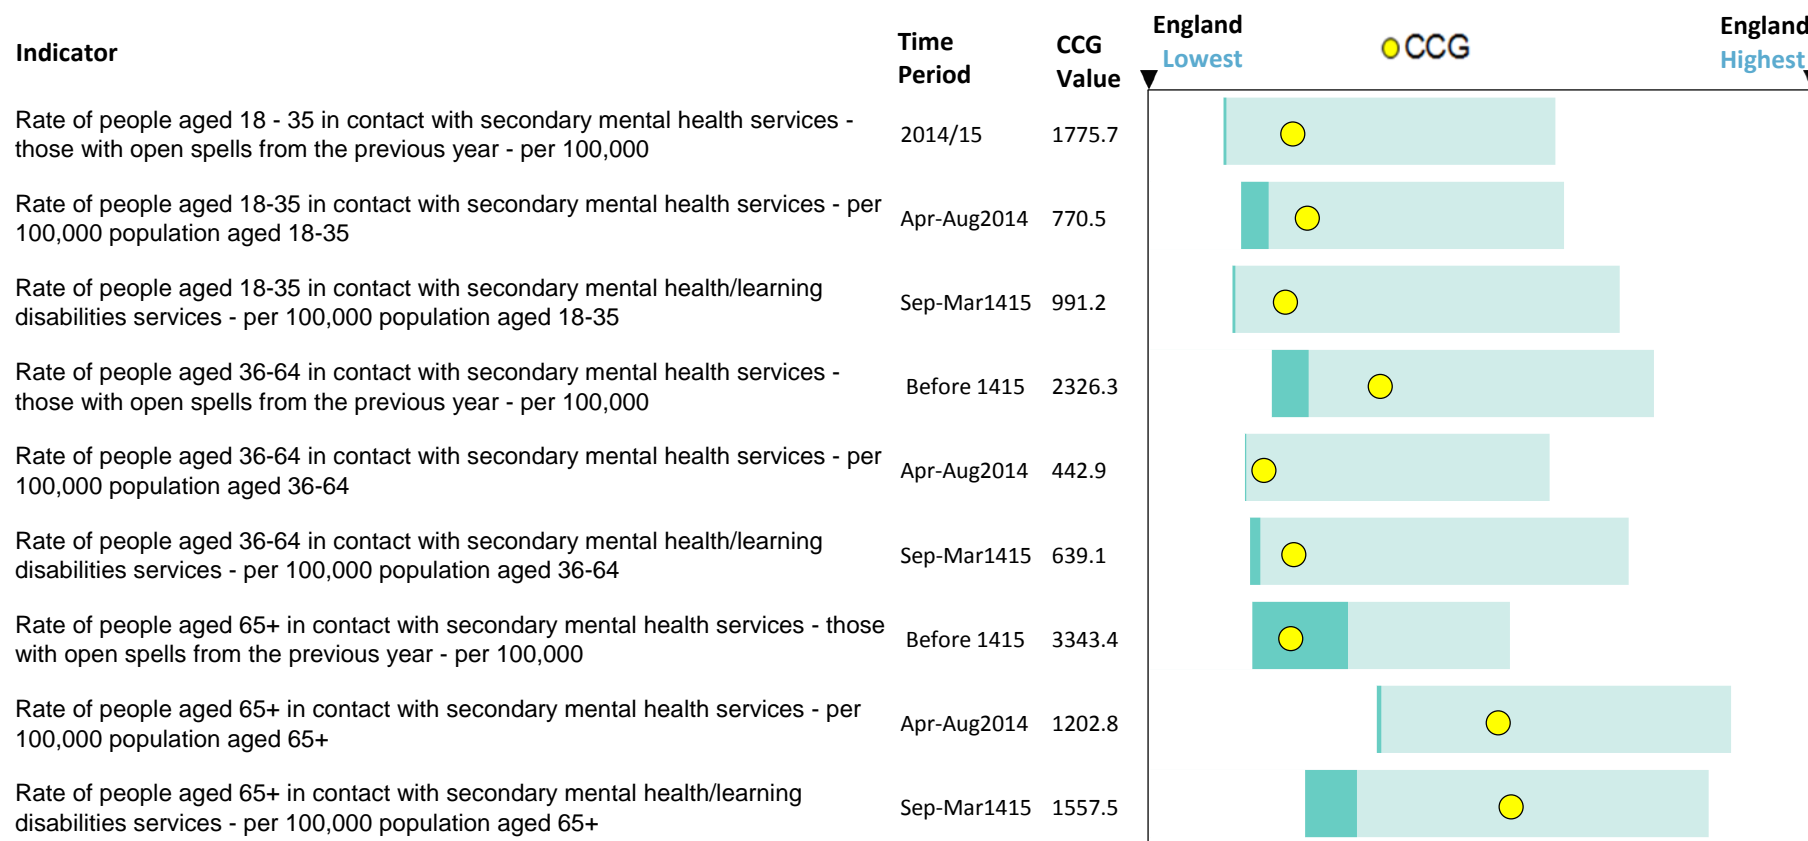 Indicator
Time Period
CCG Value
England Lowest
CCG
England Highest
Rate of people aged 18 - 35 in contact with secondary mental health services -
those with open spells from the previous year - per 100,000
2014/15 1775.7
Rate of people aged 18-35 in contact with secondary mental health services - per
100,000 population aged 18-35
Apr-Aug2014 770.5
Rate of people aged 18-35 in contact with secondary mental health/learning
disabilities services - per 100,000 population aged 18-35
Sep-Mar1415 991.2
Rate of people aged 36-64 in contact with secondary mental health services -
those with open spells from the previous year - per 100,000
Before 1415 2326.3
Rate of people aged 36-64 in contact with secondary mental health services - per
100,000 population aged 36-64
Apr-Aug2014 442.9
Rate of people aged 36-64 in contact with secondary mental health/learning
disabilities services - per 100,000 population aged 36-64
Sep-Mar1415 639.1
Rate of people aged 65+ in contact with secondary mental health services - those
with open spells from the previous year - per 100,000
Before 1415 3343.4
Rate of people aged 65+ in contact with secondary mental health services - per
100,000 population aged 65+
Apr-Aug2014 1202.8
Rate of people aged 65+ in contact with secondary mental health/learning
disabilities services - per 100,000 population aged 65+
Sep-Mar1415 1557.5